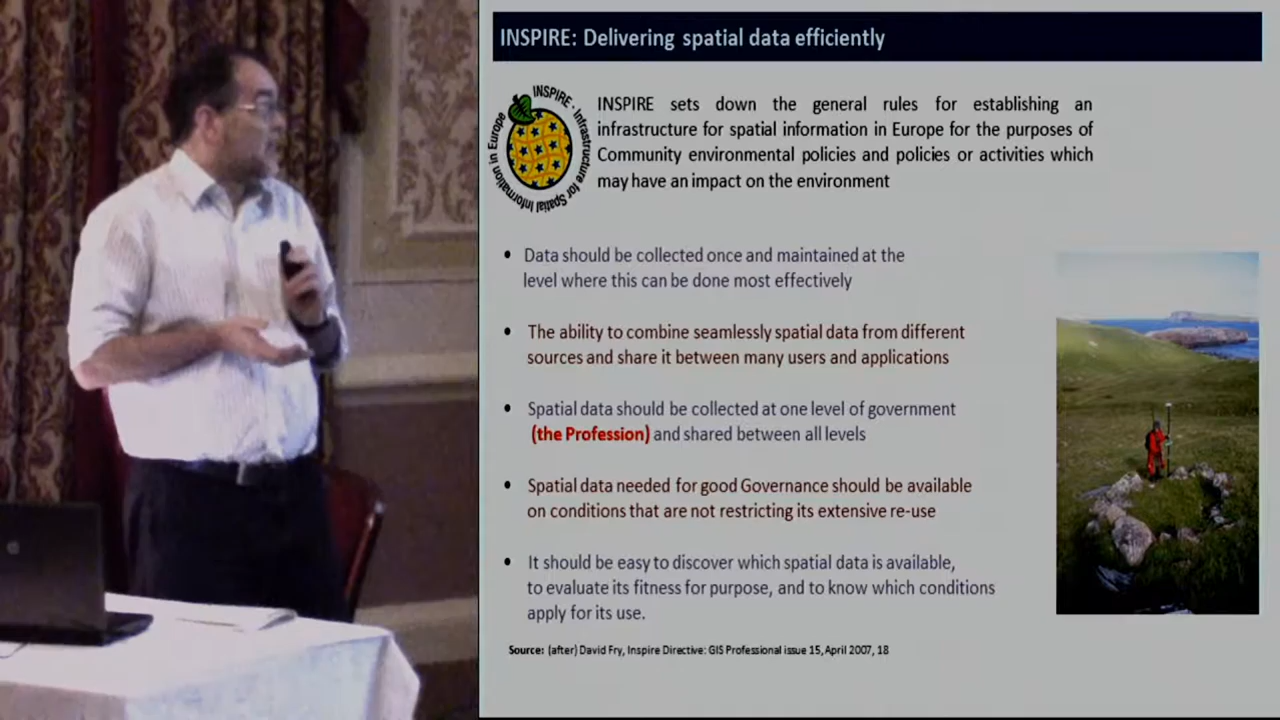 INSPIRE: Delivering spatial data efficiently
INSPIRE - Infrastructure for Spatial Information in Europe
INSPIRE sets down the general rules for establishing an
infrastructure for spatial information in Europe for the purposes of
Community environmental policies and policies or activities which
may have an impact on the environment
• Data should be collected once and maintained at the
level where this can be done most effectively
• The ability to combine seamlessly spatial data from different
sources and share it between many users and applications
• Spatial data should be collected at one level of government
(the Profession) and shared between all levels
• Spatial data needed for good Governance should be available
on conditions that are not restricting its extensive re-use
• It should be easy to discover which spatial data is available,
to evaluate its fitness for purpose, and to know which conditions
apply for its use.
Source: (after) David Fry, Inspire Directive: GIS Professional issue 15, April 2007, 18